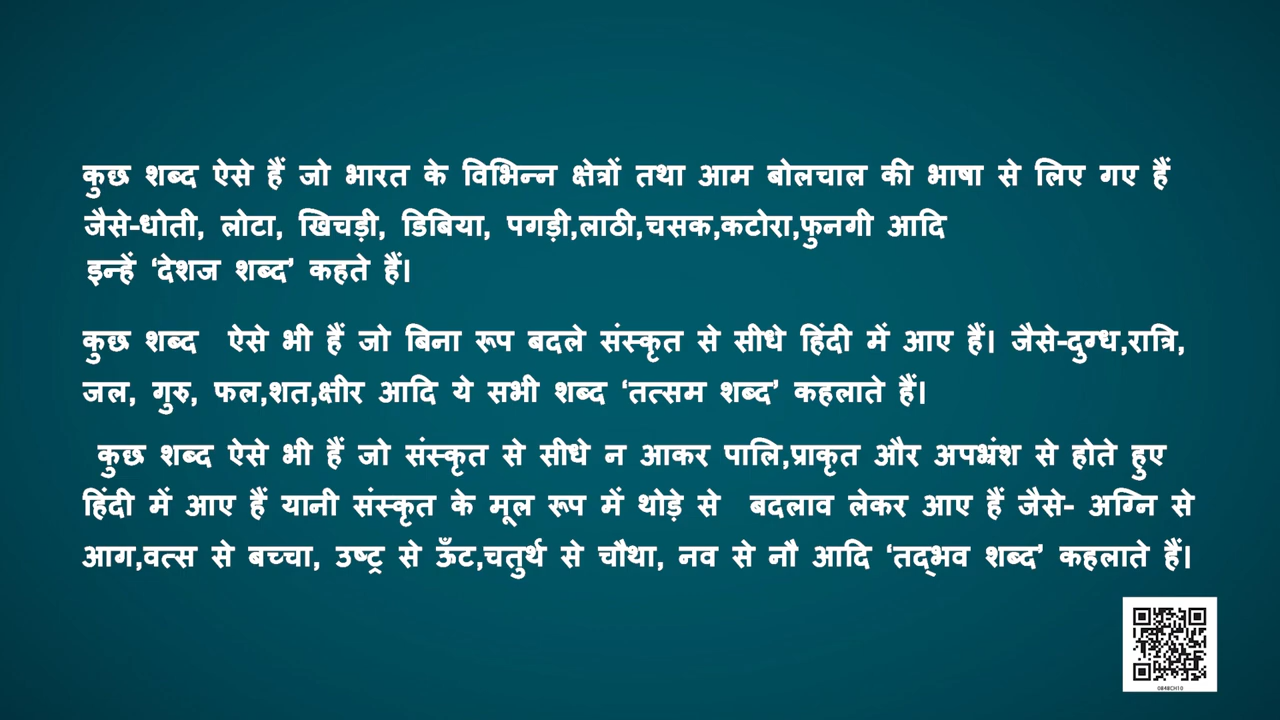 कुछ शब्द ऐसे हैं जो भारत के विभिन्न क्षेत्रों तथा आम बोलचाल की भाषा से लिए गए हैं
जैसे-धोती, लोटा, खिचड़ी, डिबिया, पगड़ी,लाठी,चसक,कटोरा,फुनगी आदि
इन्हें ‘देशज शब्द’ कहते हैं।
कुछ शब्द ऐसे भी हैं जो बिना रूप बदले संस्कृत से सीधे हिंदी में आए हैं। जैसे-दुग्ध,रात्रि,
जल, गुरु, फल,शत,क्षीर आदि ये सभी शब्द ‘तत्सम शब्द’ कहलाते हैं।
कुछ शब्द ऐसे भी हैं जो संस्कृत से सीधे न आकर पालि,प्राकृत और अपभ्रंश से होते हुए
हिंदी में आए हैं यानी संस्कृत के मूल रूप में थोड़े से बदलाव लेकर आए हैं जैसे- अग्नि से
आग,वत्स से बच्चा, उष्ट्र से ऊँट,चतुर्थ से चौथा, नव से नौ आदि ‘तद्‌भव शब्द’ कहलाते हैं।
0848CH10